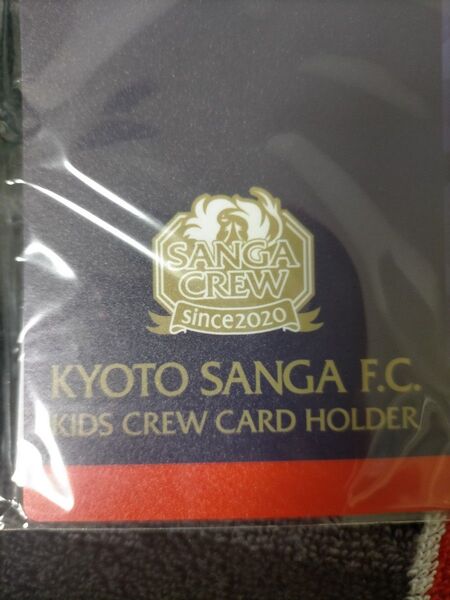 SANGA
CREW
since2020
KYOTO SANGA F.C.
KIDS CREW CARD HOLDER